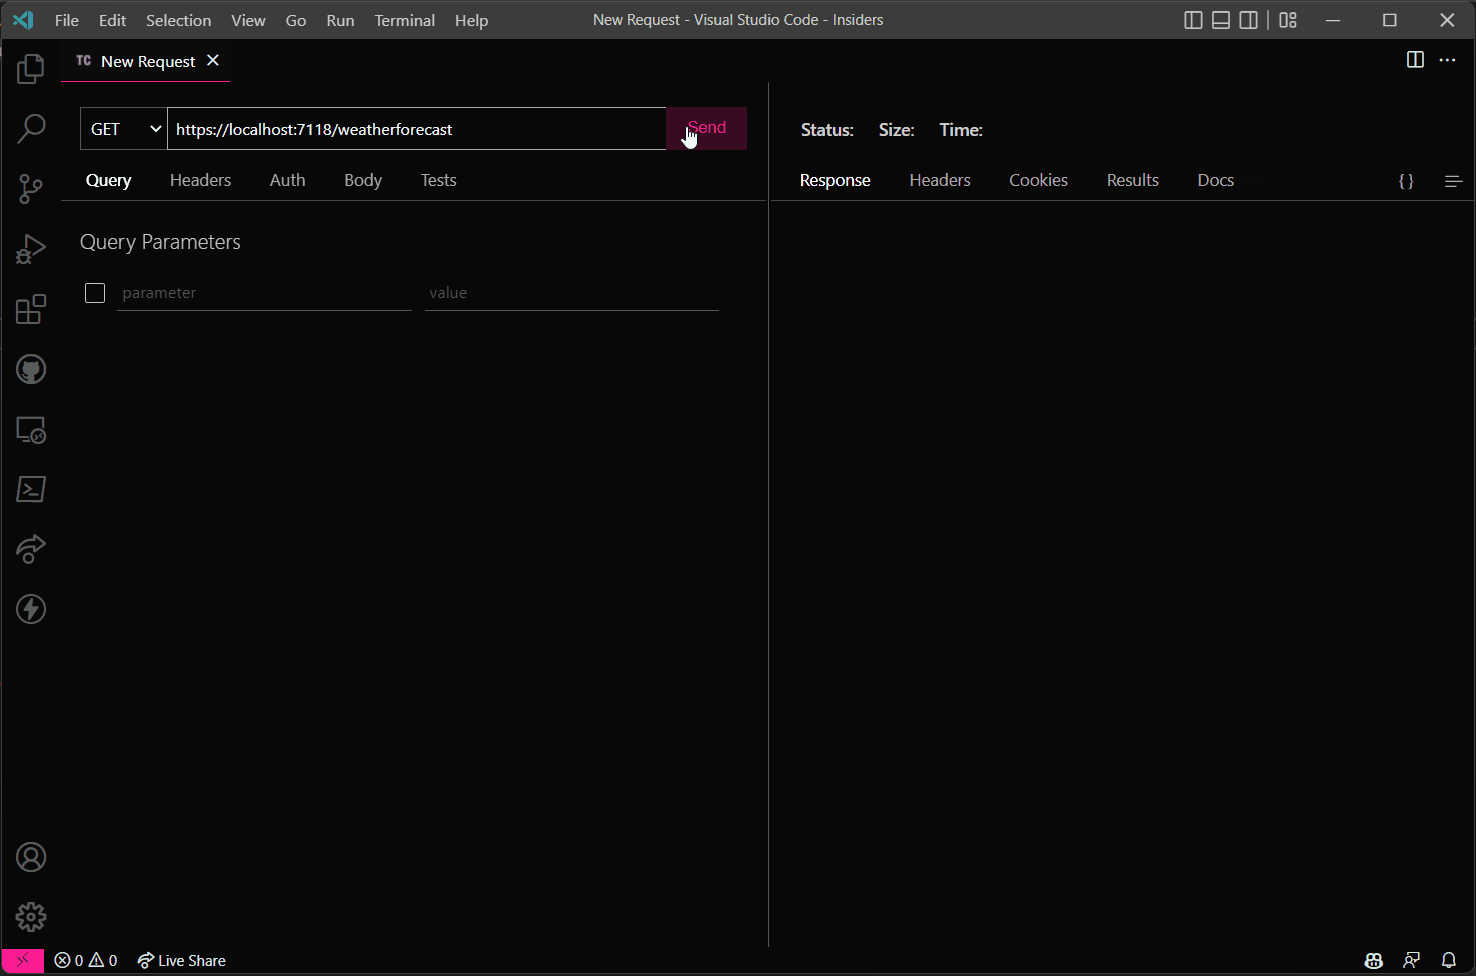 File Edit Selection View Go Run Terminal Help New Request - Visual Studio Code - Insiders
TC New Request
GET https://localhost:7118/weatherforecast Send
Status: Size: Time:
Query Headers Auth Body Tests
Response Headers Cookies Results Docs { }
Query Parameters
parameter value
0 0 Live Share